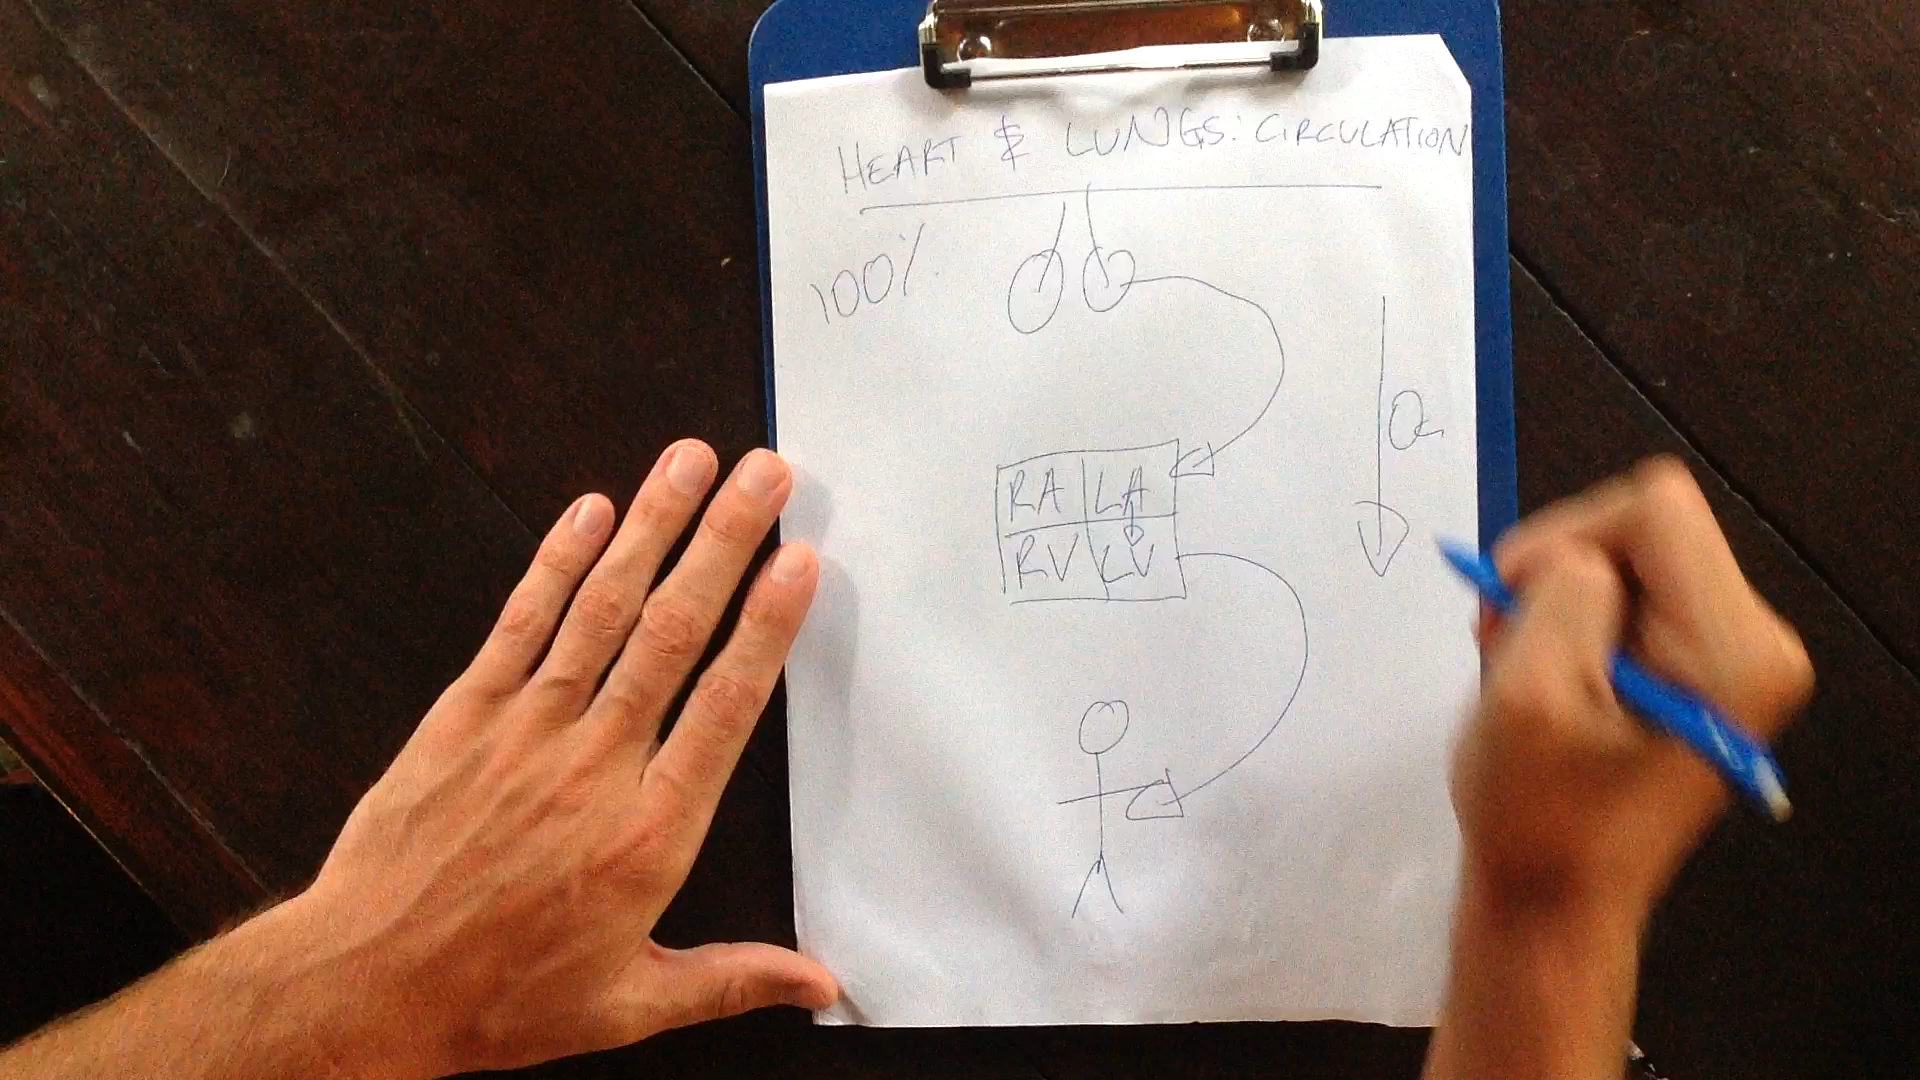 HEART & LUNGS: CIRCULATION
100%
Q
RA LA
RV LV